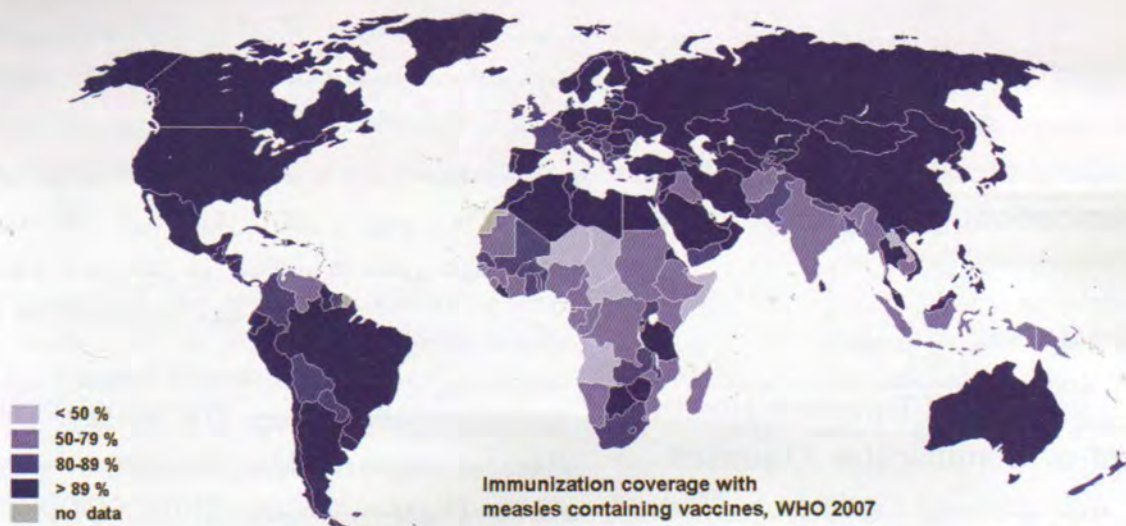 < 50 %
50-79 %
80-89 %
> 89 %
no data
Immunization coverage with
measles containing vaccines, WHO 2007